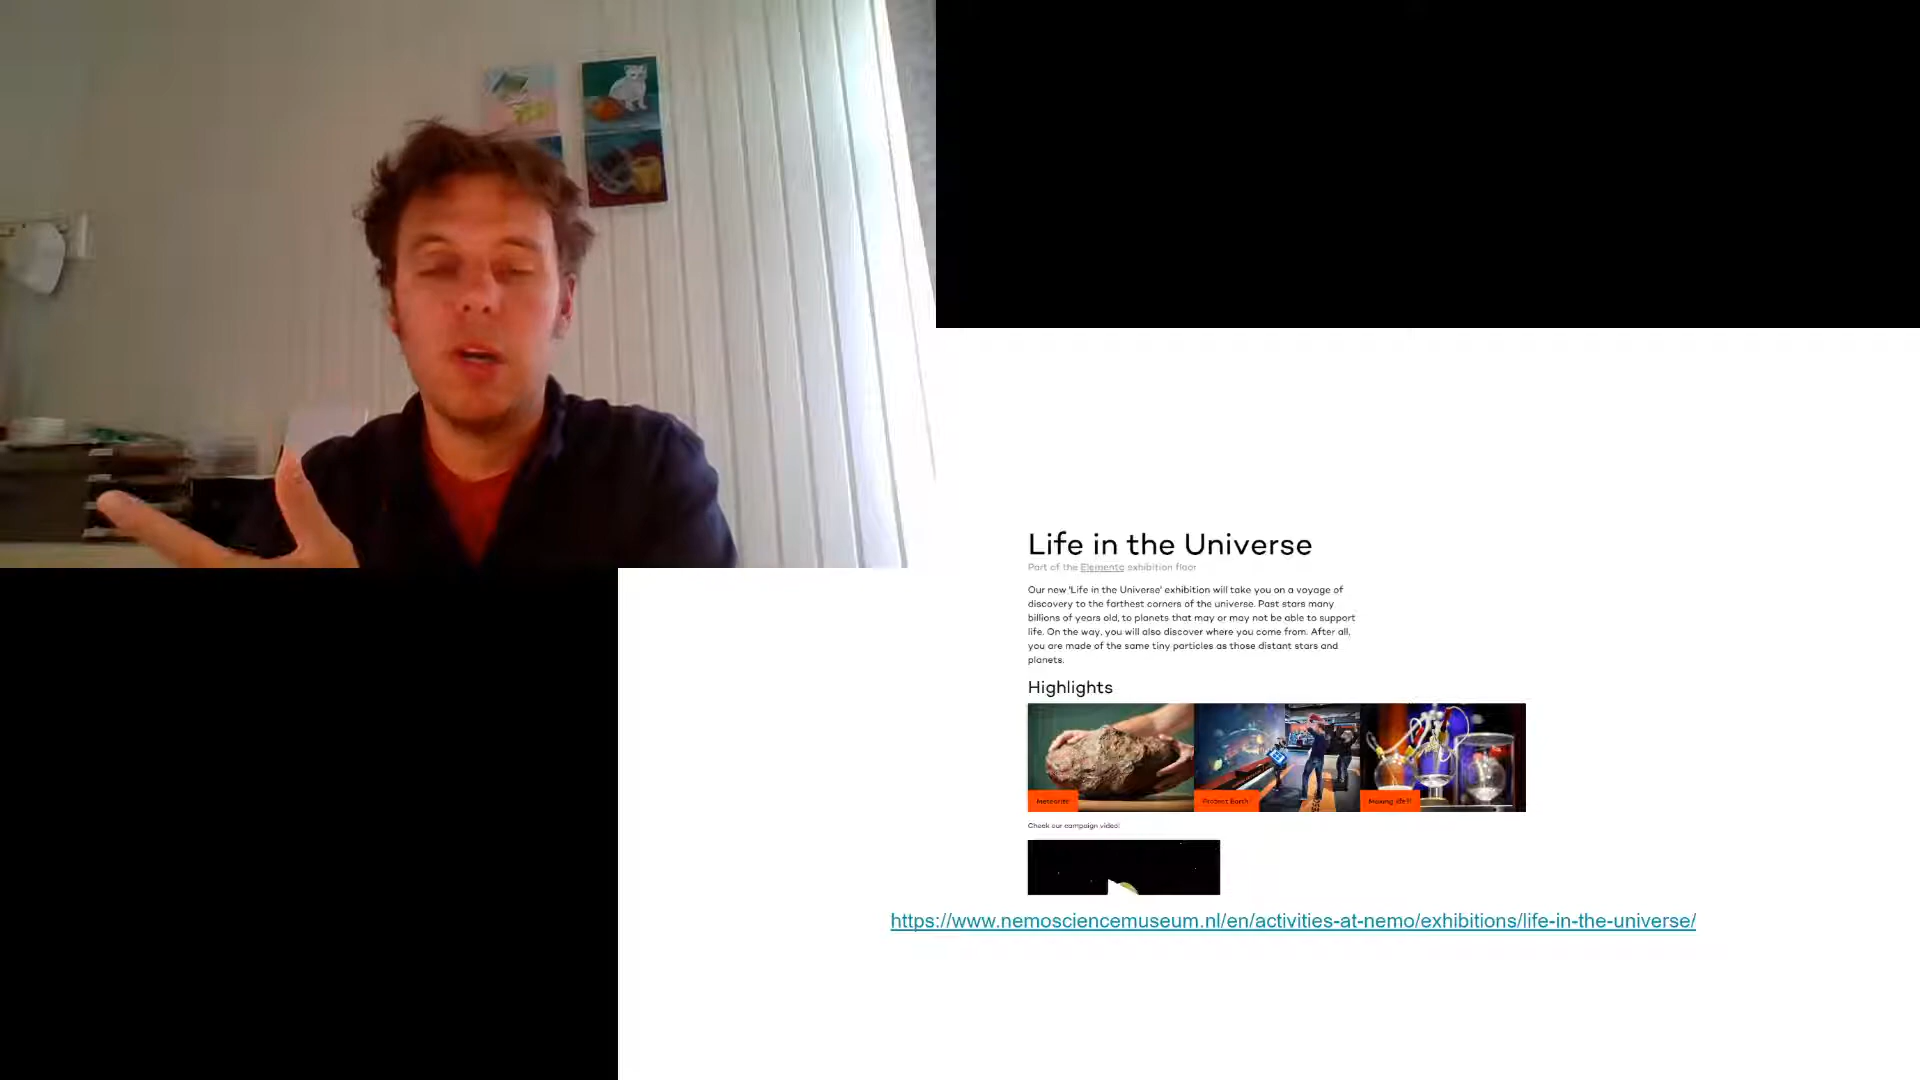 Life in the Universe
Part of the Elementa exhibition floor
Our new 'Life in the Universe' exhibition will take you on a voyage of
discovery to the farthest corners of the universe. Past stars many
billions of years old, to planets that may or may not be able to support
life. On the way, you will also discover where you come from. After all,
you are made of the same tiny particles as those distant stars and
planets.
Highlights
Meteorite
Protect Earth
Making life?!
Check our campaign video!
https://www.nemosciencemuseum.nl/en/activities-at-nemo/exhibitions/life-in-the-universe/